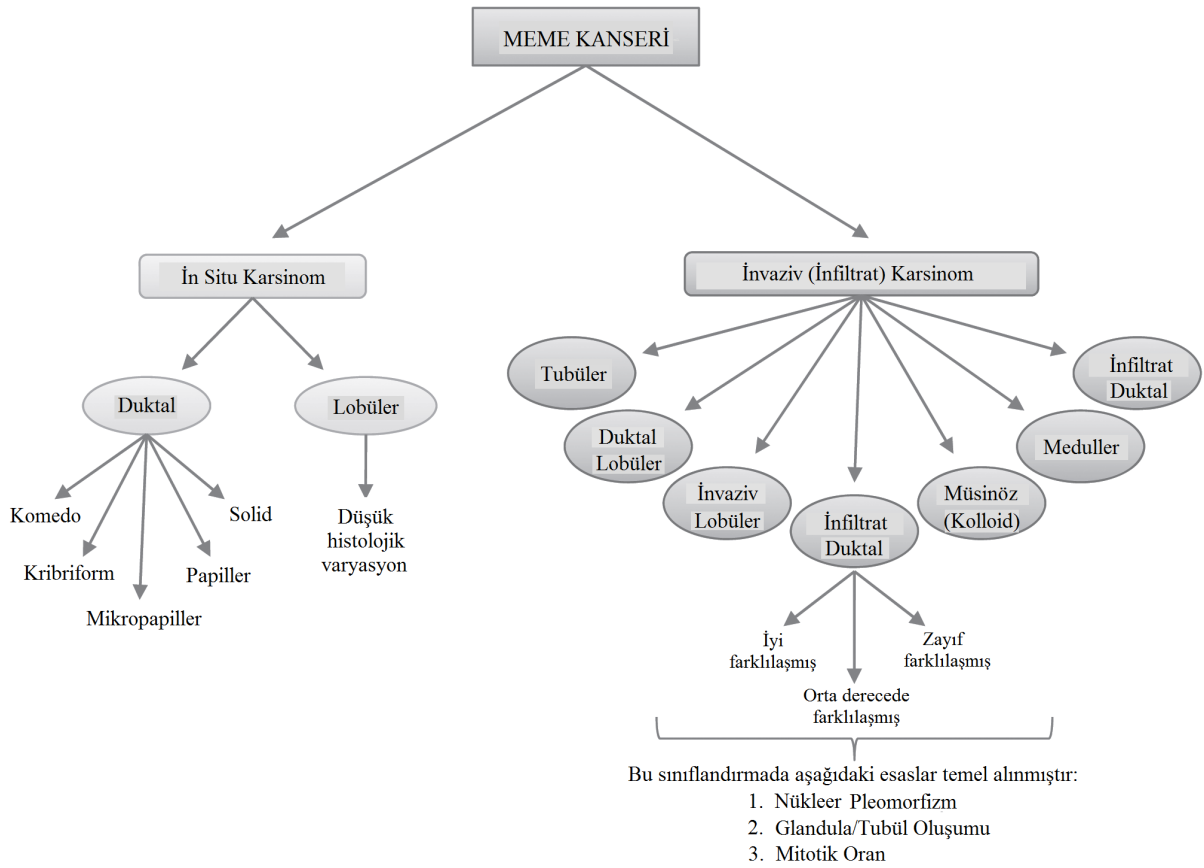 MEME KANSERİ
İn Situ Karsinom
İnvaziv (İnfiltrat) Karsinom
Duktal
Lobüler
Komedo
Kribriform
Mikropapiller
Papiller
Solid
Düşük
histolojik
varyasyon
Tubüler
Duktal
Lobüler
İnvaziv
Lobüler
İnfiltrat
Duktal
Müsinöz
(Kolloid)
Meduller
İnfiltrat
Duktal
İyi
farklılaşmış
Orta derecede
farklılaşmış
Zayıf
farklılaşmış
Bu sınıflandırmada aşağıdaki esaslar temel alınmıştır:
1. Nükleer Pleomorfizm
2. Glandula/Tubül Oluşumu
3. Mitotik Oran